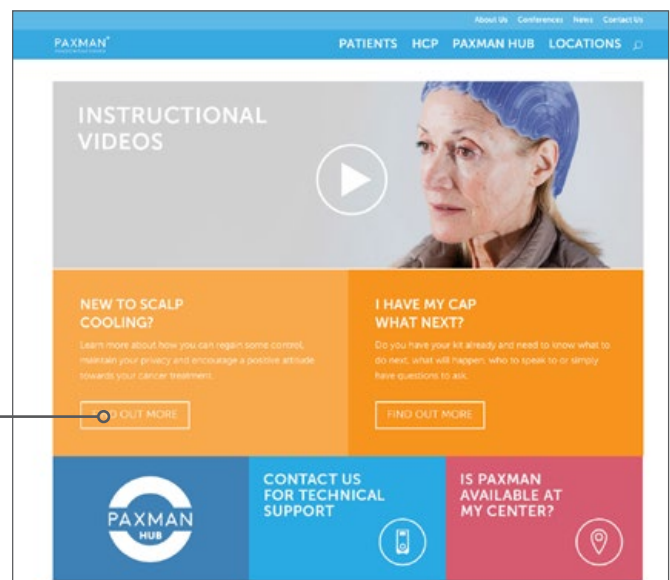 About Us Conferences News Contact Us
PAXMAN
PATIENTS HCP PAXMAN HUB LOCATIONS
INSTRUCTIONAL
VIDEOS
NEW TO SCALP
COOLING?
Learn more about how you can regain some control,
maintain your privacy and encourage a positive attitude
towards your cancer treatment.
FIND OUT MORE
I HAVE MY CAP
WHAT NEXT?
Do you have your kit already and need to know what to
do next, what will happen, who to speak to or simply
have questions to ask.
FIND OUT MORE
PAXMAN
HUB
CONTACT US
FOR TECHNICAL
SUPPORT
IS PAXMAN
AVAILABLE AT
MY CENTER?